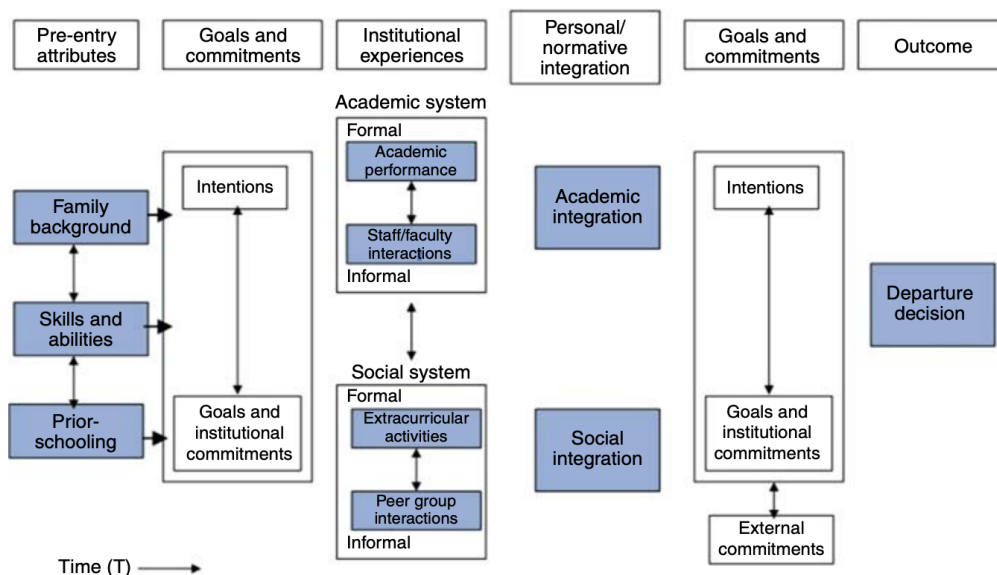 Pre-entry
attributes
Goals and
commitments
Institutional
experiences
Personal/
normative
integration
Goals and
commitments
Outcome
Family
background
Skills and
abilities
Prior-
schooling
Intentions
Goals and
institutional
commitments
Academic system
Formal
Academic
performance
Staff/faculty
interactions
Informal
Social system
Formal
Extracurricular
activities
Peer group
interactions
Informal
Academic
integration
Social
integration
Intentions
Goals and
institutional
commitments
External
commitments
Departure
decision
Time (T)